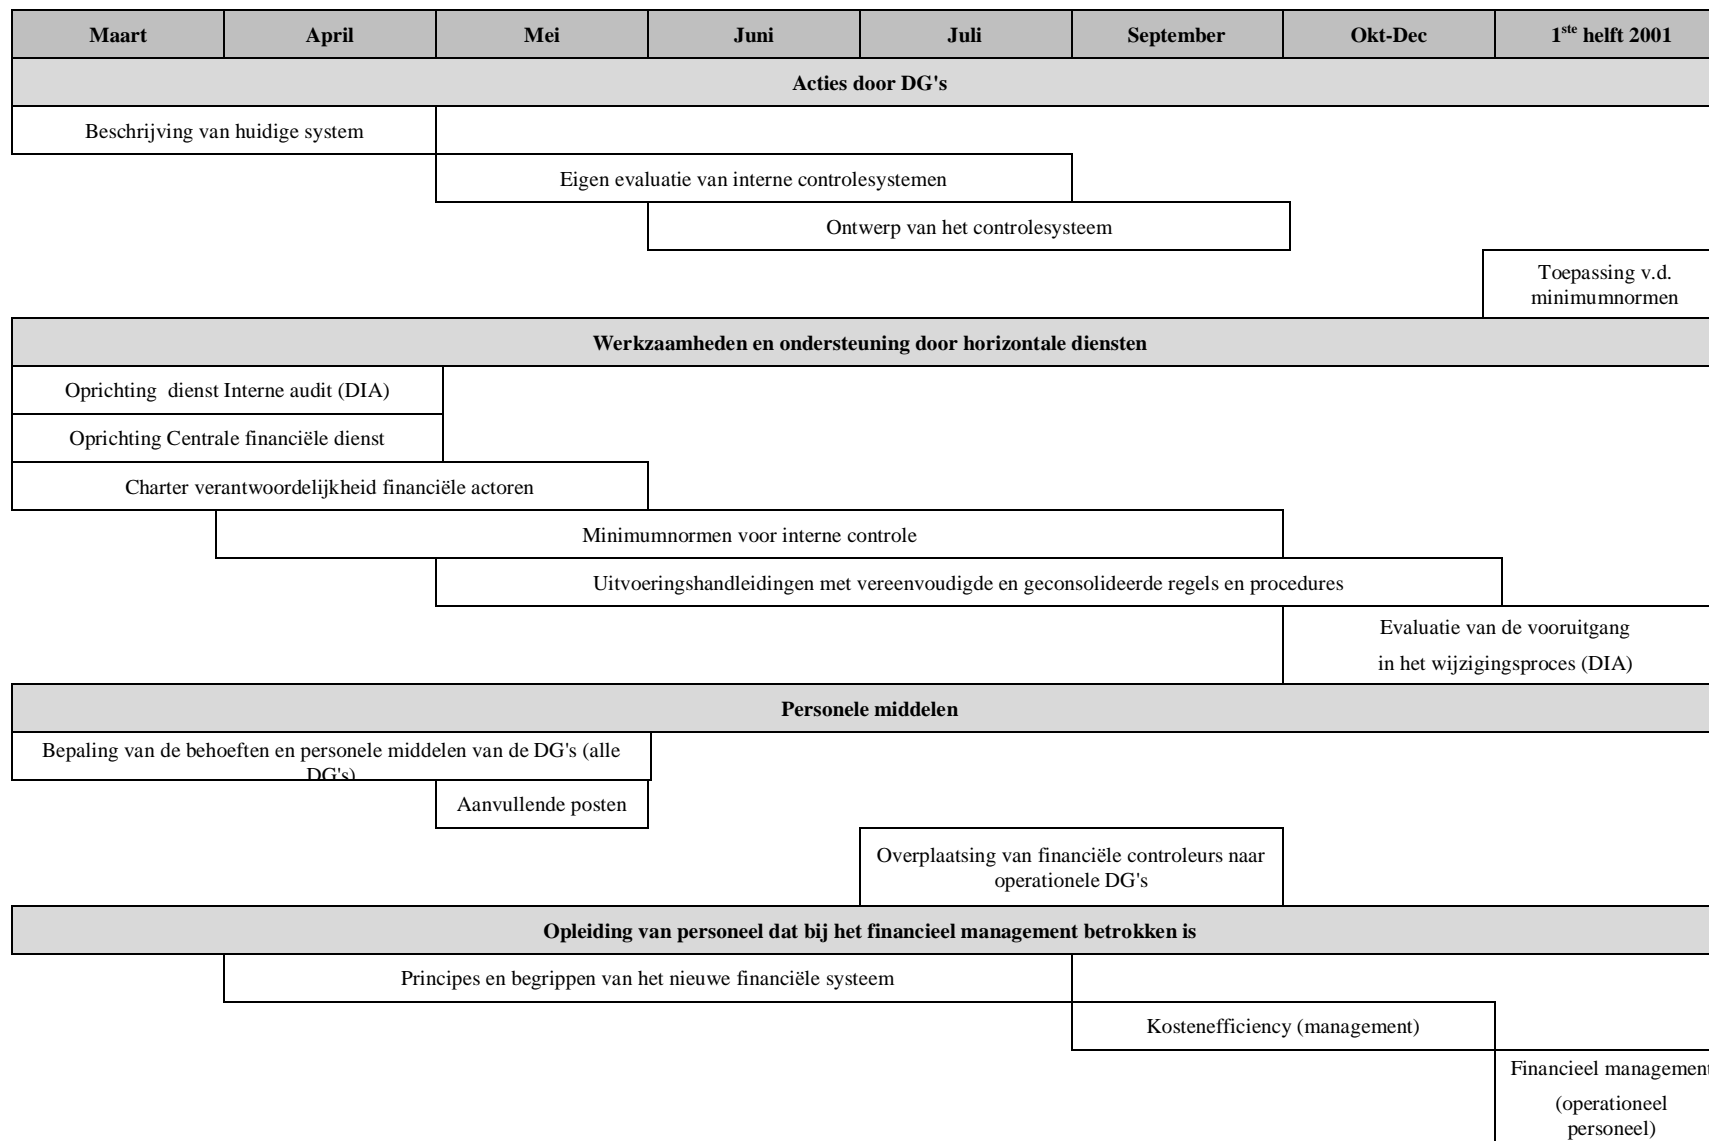 Maart April Mei Juni Juli September Okt-Dec 1ste helft 2001
Acties door DG's
Beschrijving van huidige system
Eigen evaluatie van interne controlesystemen
Ontwerp van het controlesysteem
Toepassing v.d.
minimumnormen
Werkzaamheden en ondersteuning door horizontale diensten
Oprichting dienst Interne audit (DIA)
Oprichting Centrale financiële dienst
Charter verantwoordelijkheid financiële actoren
Minimumnormen voor interne controle
Uitvoeringshandleidingen met vereenvoudigde en geconsolideerde regels en procedures
Evaluatie van de vooruitgang
in het wijzigingsproces (DIA)
Personele middelen
Bepaling van de behoeften en personele middelen van de DG's (alle
DG's)
Aanvullende posten
Overplaatsing van financiële controleurs naar
operationele DG's
Opleiding van personeel dat bij het financieel management betrokken is
Principes en begrippen van het nieuwe financiële systeem
Kostenefficiency (management)
Financieel management
(operationeel
personeel)